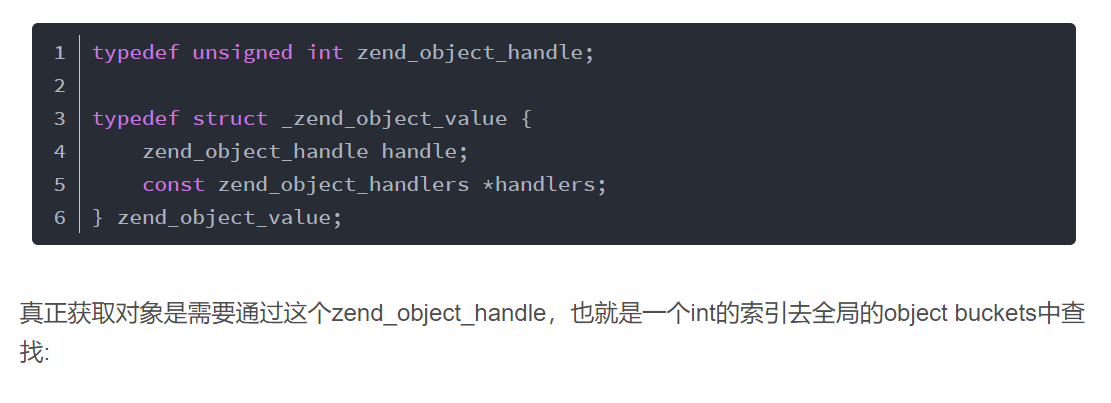 1 typedef unsigned int zend_object_handle;
2
3 typedef struct _zend_object_value {
4     zend_object_handle handle;
5     const zend_object_handlers *handlers;
6 } zend_object_value;
真正获取对象是需要通过这个zend_object_handle，也就是一个int的索引去全局的object buckets中查
找: